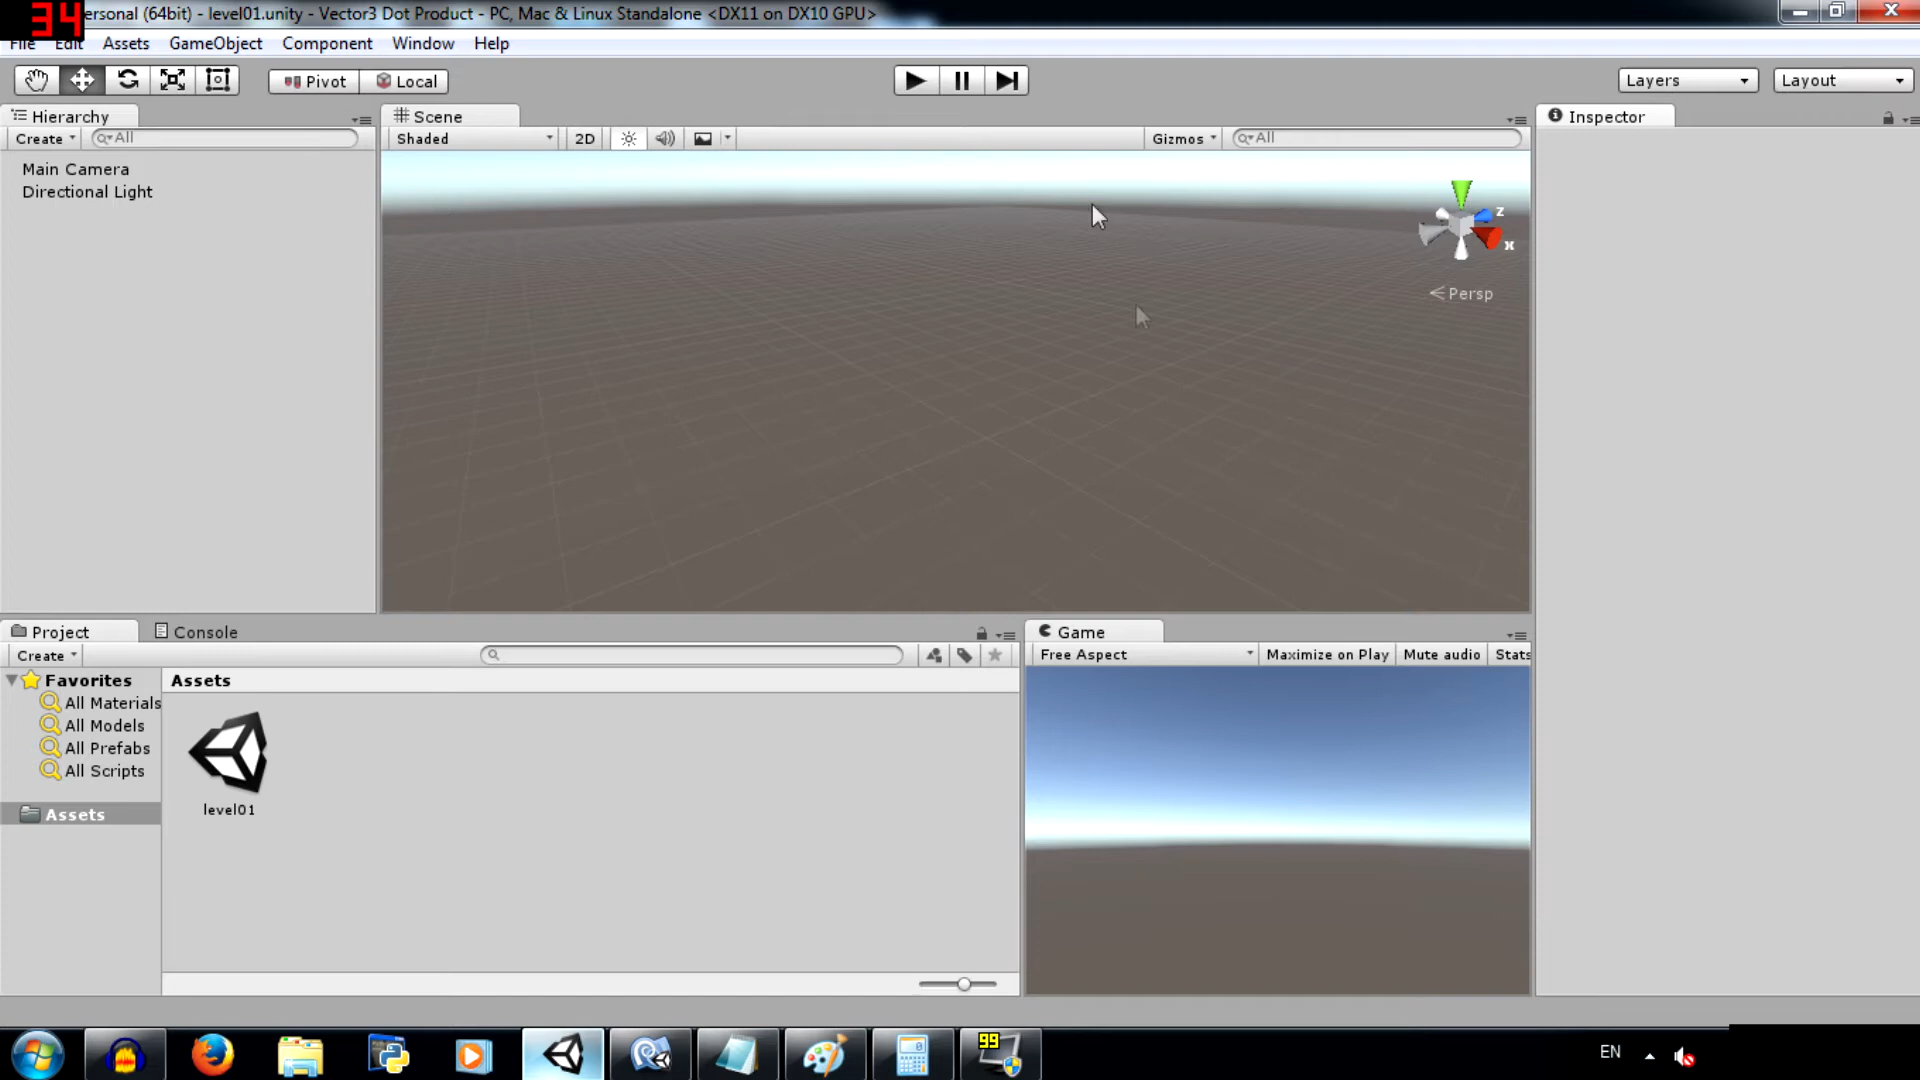 34
ersonal (64bit) - level01.unity - Vector3 Dot Product - PC, Mac & Linux Standalone <DX11 on DX10 GPU>
File Edit Assets GameObject Component Window Help
Pivot Local Layers Layout
Hierarchy Scene Inspector
Create All Shaded 2D Gizmos All
Main Camera
Directional Light
z
x
Persp
Project Console Game
Create Free Aspect Maximize on Play Mute audio Stats
Favorites Assets
All Materials
All Models
All Prefabs
All Scripts
level01
Assets
99
EN